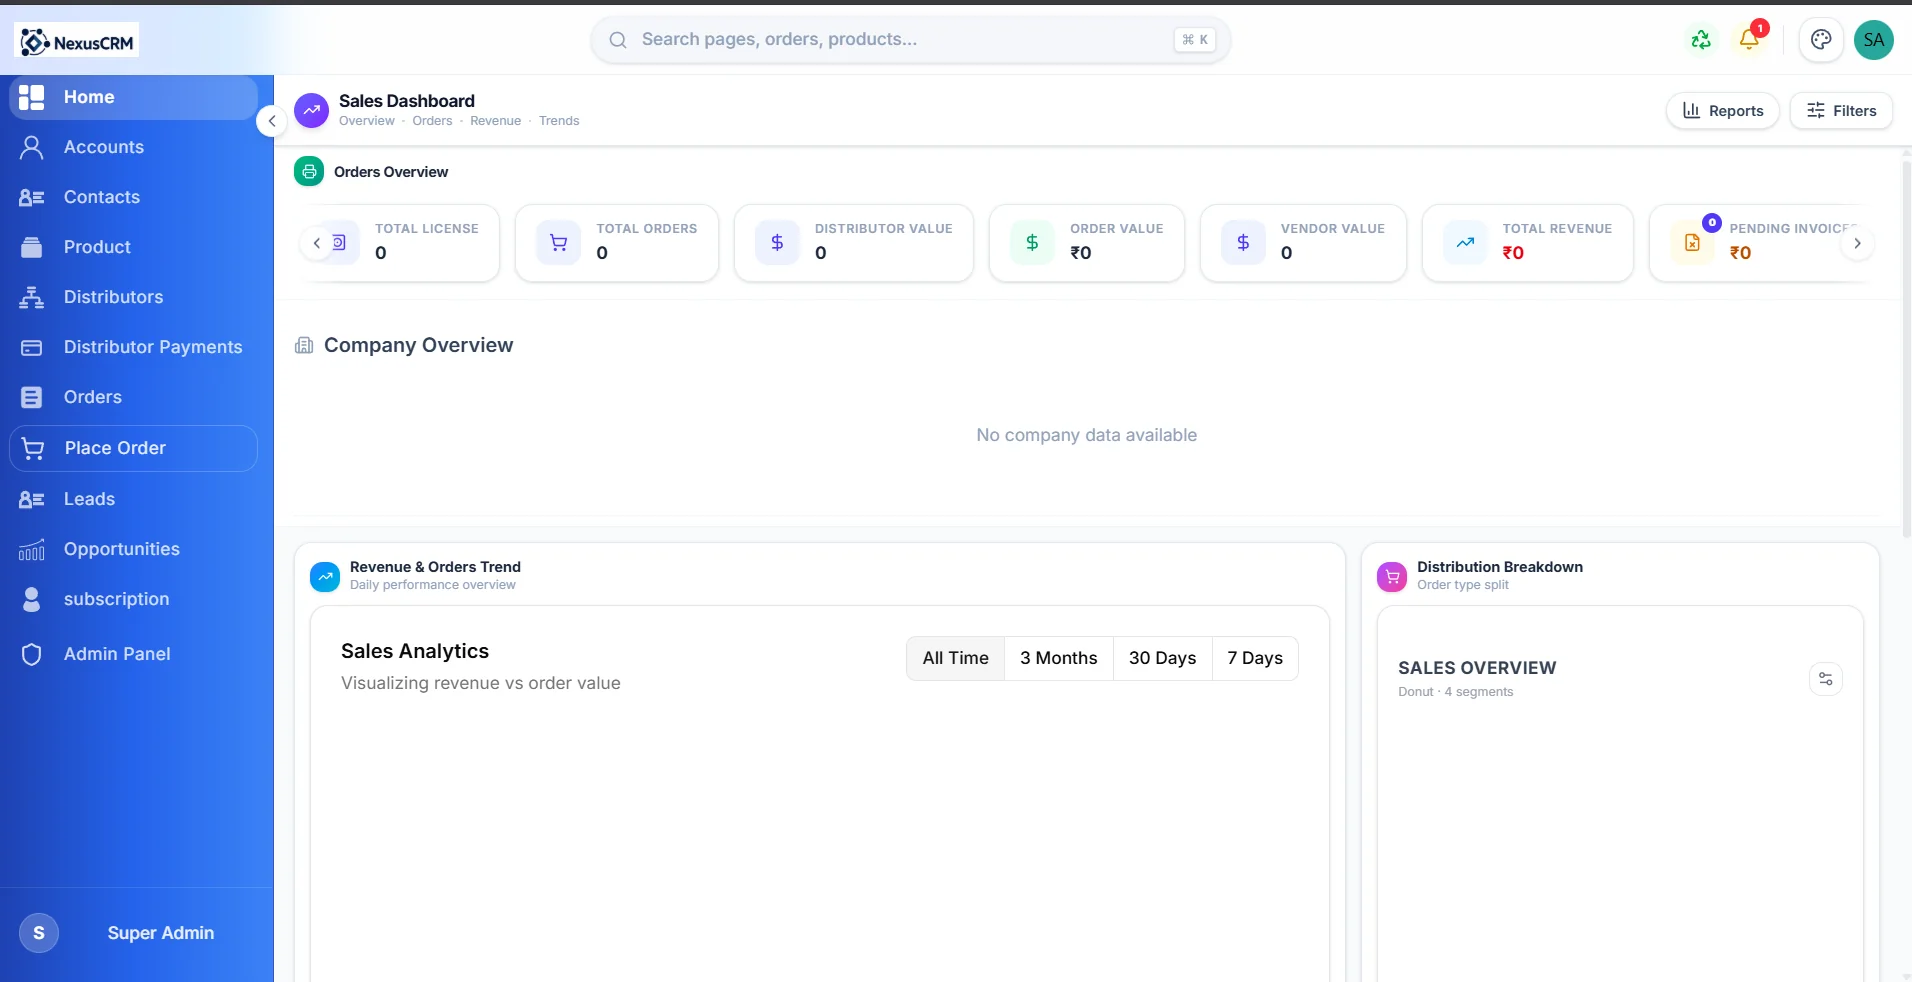 NexusCRM
Search pages, orders, products...
⌘ K
1
SA
Home
Accounts
Contacts
Product
Distributors
Distributor Payments
Orders
Place Order
Leads
Opportunities
subscription
Admin Panel
S
Super Admin
Sales Dashboard
Overview · Orders · Revenue · Trends
Reports
Filters
Orders Overview
TOTAL LICENSE
0
TOTAL ORDERS
0
DISTRIBUTOR VALUE
0
ORDER VALUE
₹0
VENDOR VALUE
0
TOTAL REVENUE
₹0
0
PENDING INVOICES
₹0
Company Overview
No company data available
Revenue & Orders Trend
Daily performance overview
Sales Analytics
Visualizing revenue vs order value
All Time
3 Months
30 Days
7 Days
Distribution Breakdown
Order type split
SALES OVERVIEW
Donut · 4 segments